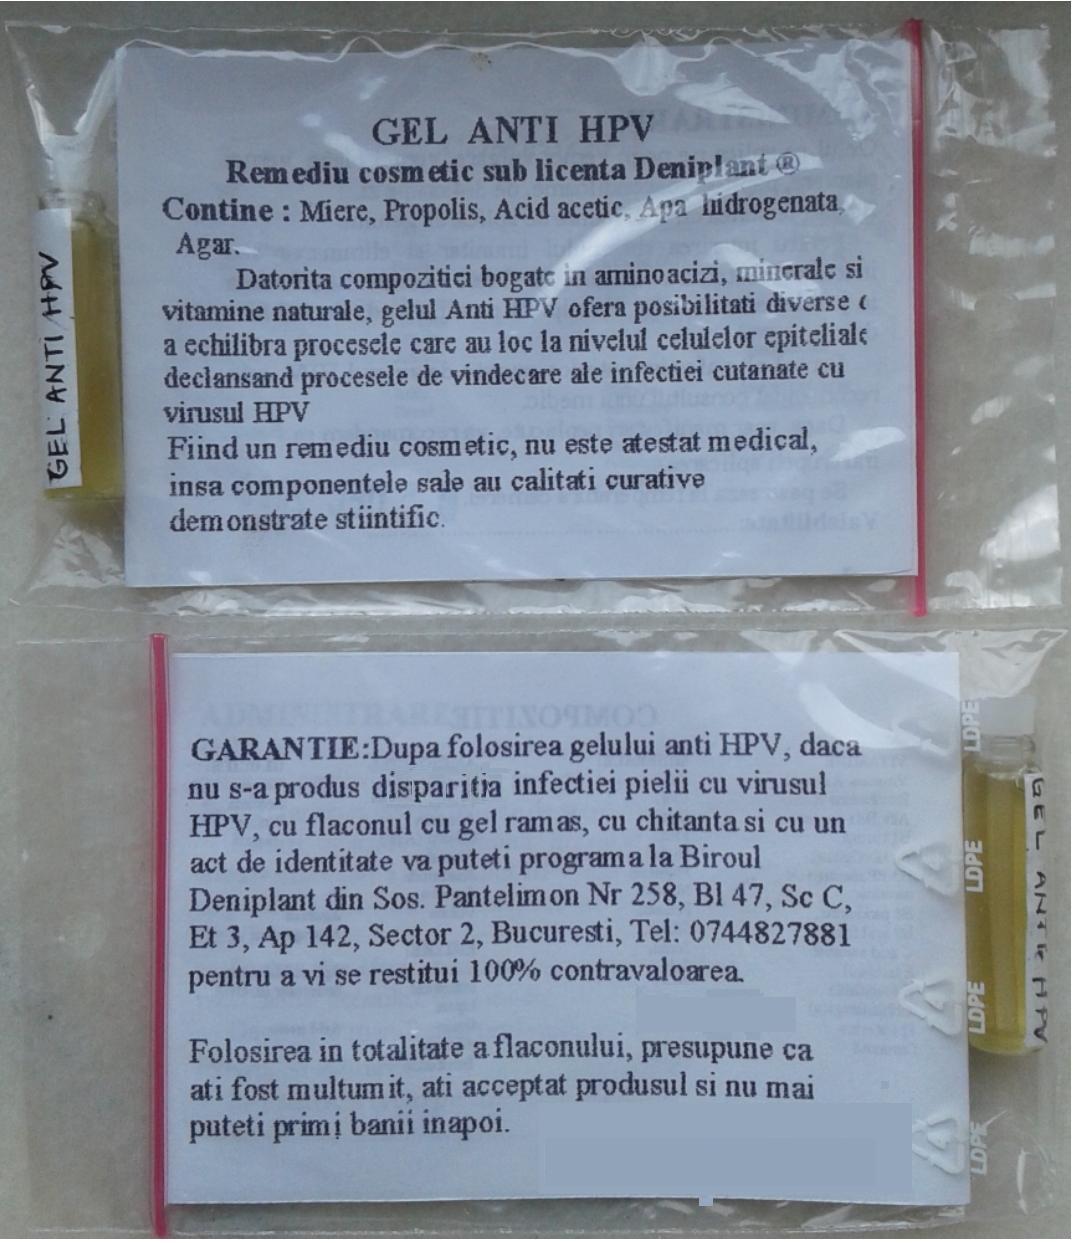 GEL ANTI HPV
Remediu cosmetic sub licenta Deniplant ®
Contine : Miere, Propolis, Acid acetic, Apa hidrogenata,
Agar.
Datorita compozitiei bogate in aminoacizi, minerale si
vitamine naturale, gelul Anti HPV ofera posibilitati diverse
a echilibra procesele care au loc la nivelul celulelor epiteliale
declansand procesele de vindecare ale infectiei cutanate cu
virusul HPV
Fiind un remediu cosmetic, nu este atestat medical,
insa componentele sale au calitati curative
demonstrate stiintific.
GEL ANTI HPV
GARANTIE:Dupa folosirea gelului anti HPV, daca
nu s-a produs disparitia infectiei pielii cu virusul
HPV, cu flaconul cu gel ramas, cu chitanta si cu un
act de identitate va puteti programa la Biroul
Deniplant din Sos. Pantelimon Nr 258, Bl 47, Sc C,
Et 3, Ap 142, Sector 2, Bucuresti, Tel: 0744827881
pentru a vi se restitui 100% contravaloarea.
Folosirea in totalitate a flaconului, presupune ca
ati fost multumit, ati acceptat produsul si nu mai
puteti primi banii inapoi.
GEL ANTI HPV
LDPE
LDPE
LDPE
LDPE